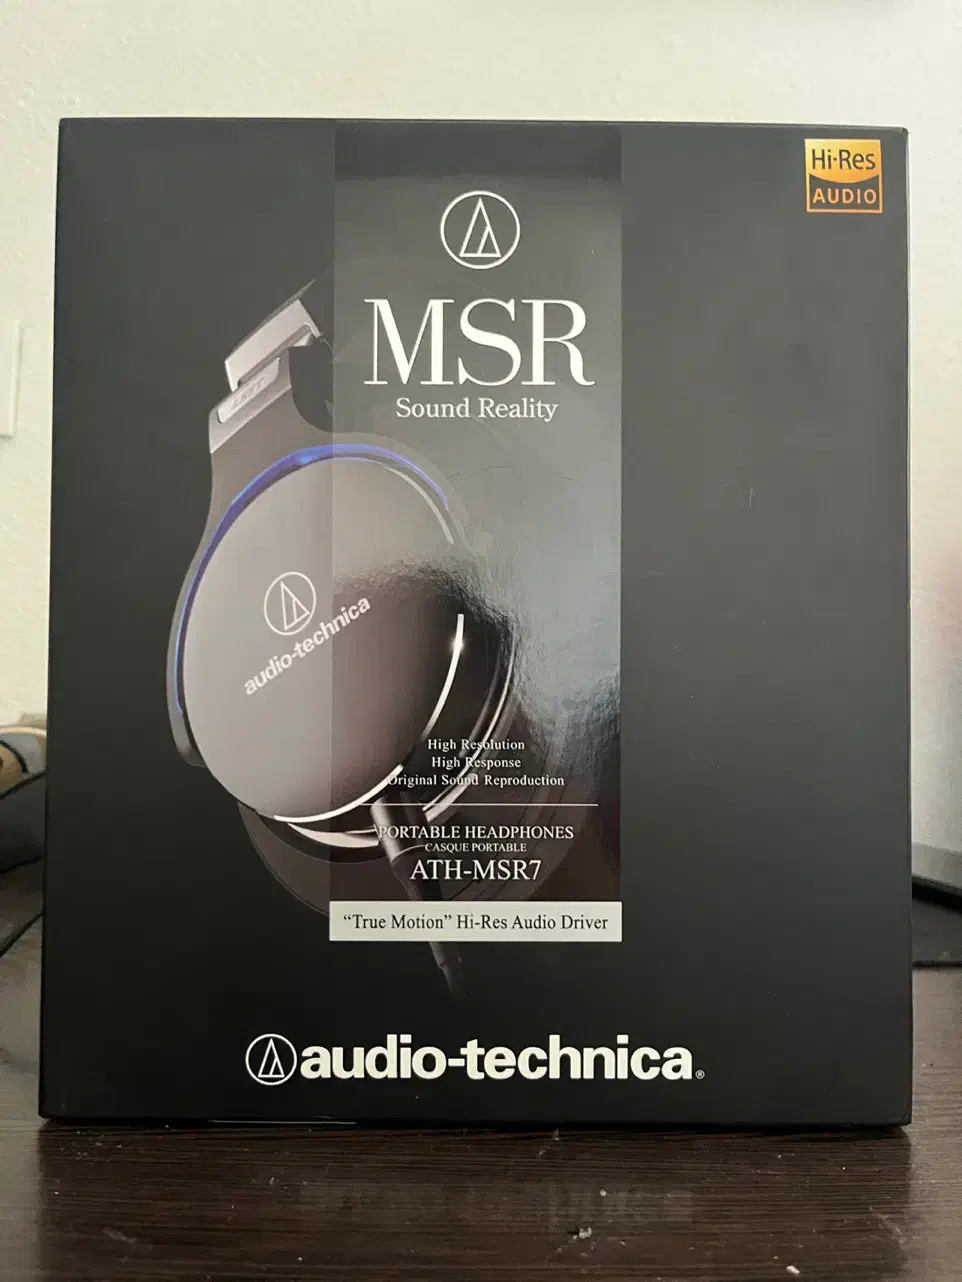 Hi-Res
AUDIO
MSR
Sound Reality
audio-technica
High Resolution
High Response
Original Sound Reproduction
PORTABLE HEADPHONES
CASQUE PORTABLE
ATH-MSR7
“True Motion” Hi-Res Audio Driver
audio-technica®